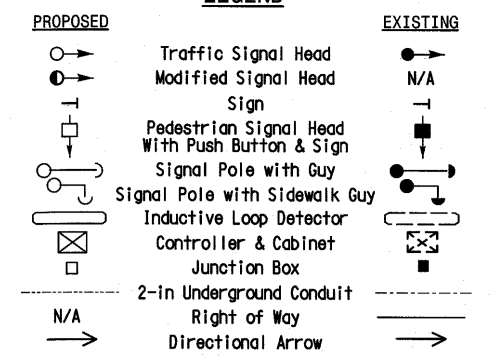 LEGEND
PROPOSED EXISTING
Traffic Signal Head
Modified Signal Head N/A
Sign
Pedestrian Signal Head
With Push Button & Sign
Signal Pole with Guy
Signal Pole with Sidewalk Guy
Inductive Loop Detector
Controller & Cabinet
Junction Box
2-in Underground Conduit
N/A Right of Way
Directional Arrow